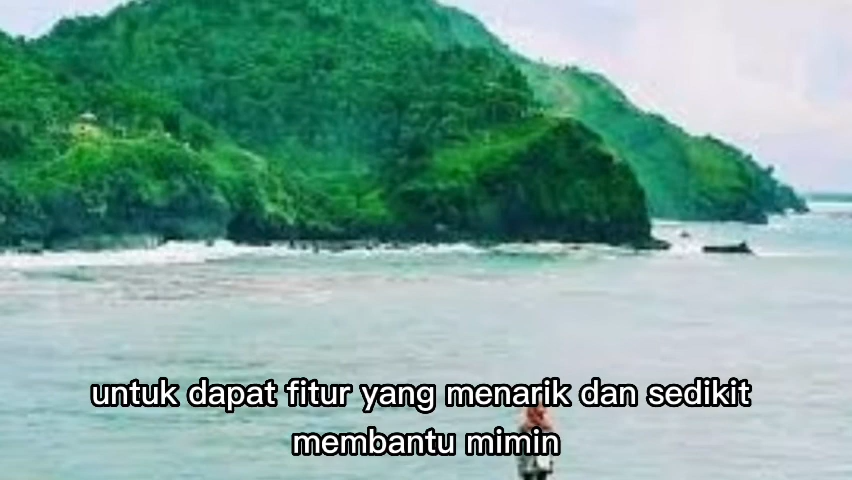 untuk dapat fitur yang menarik dan sedikit
membantu mimin